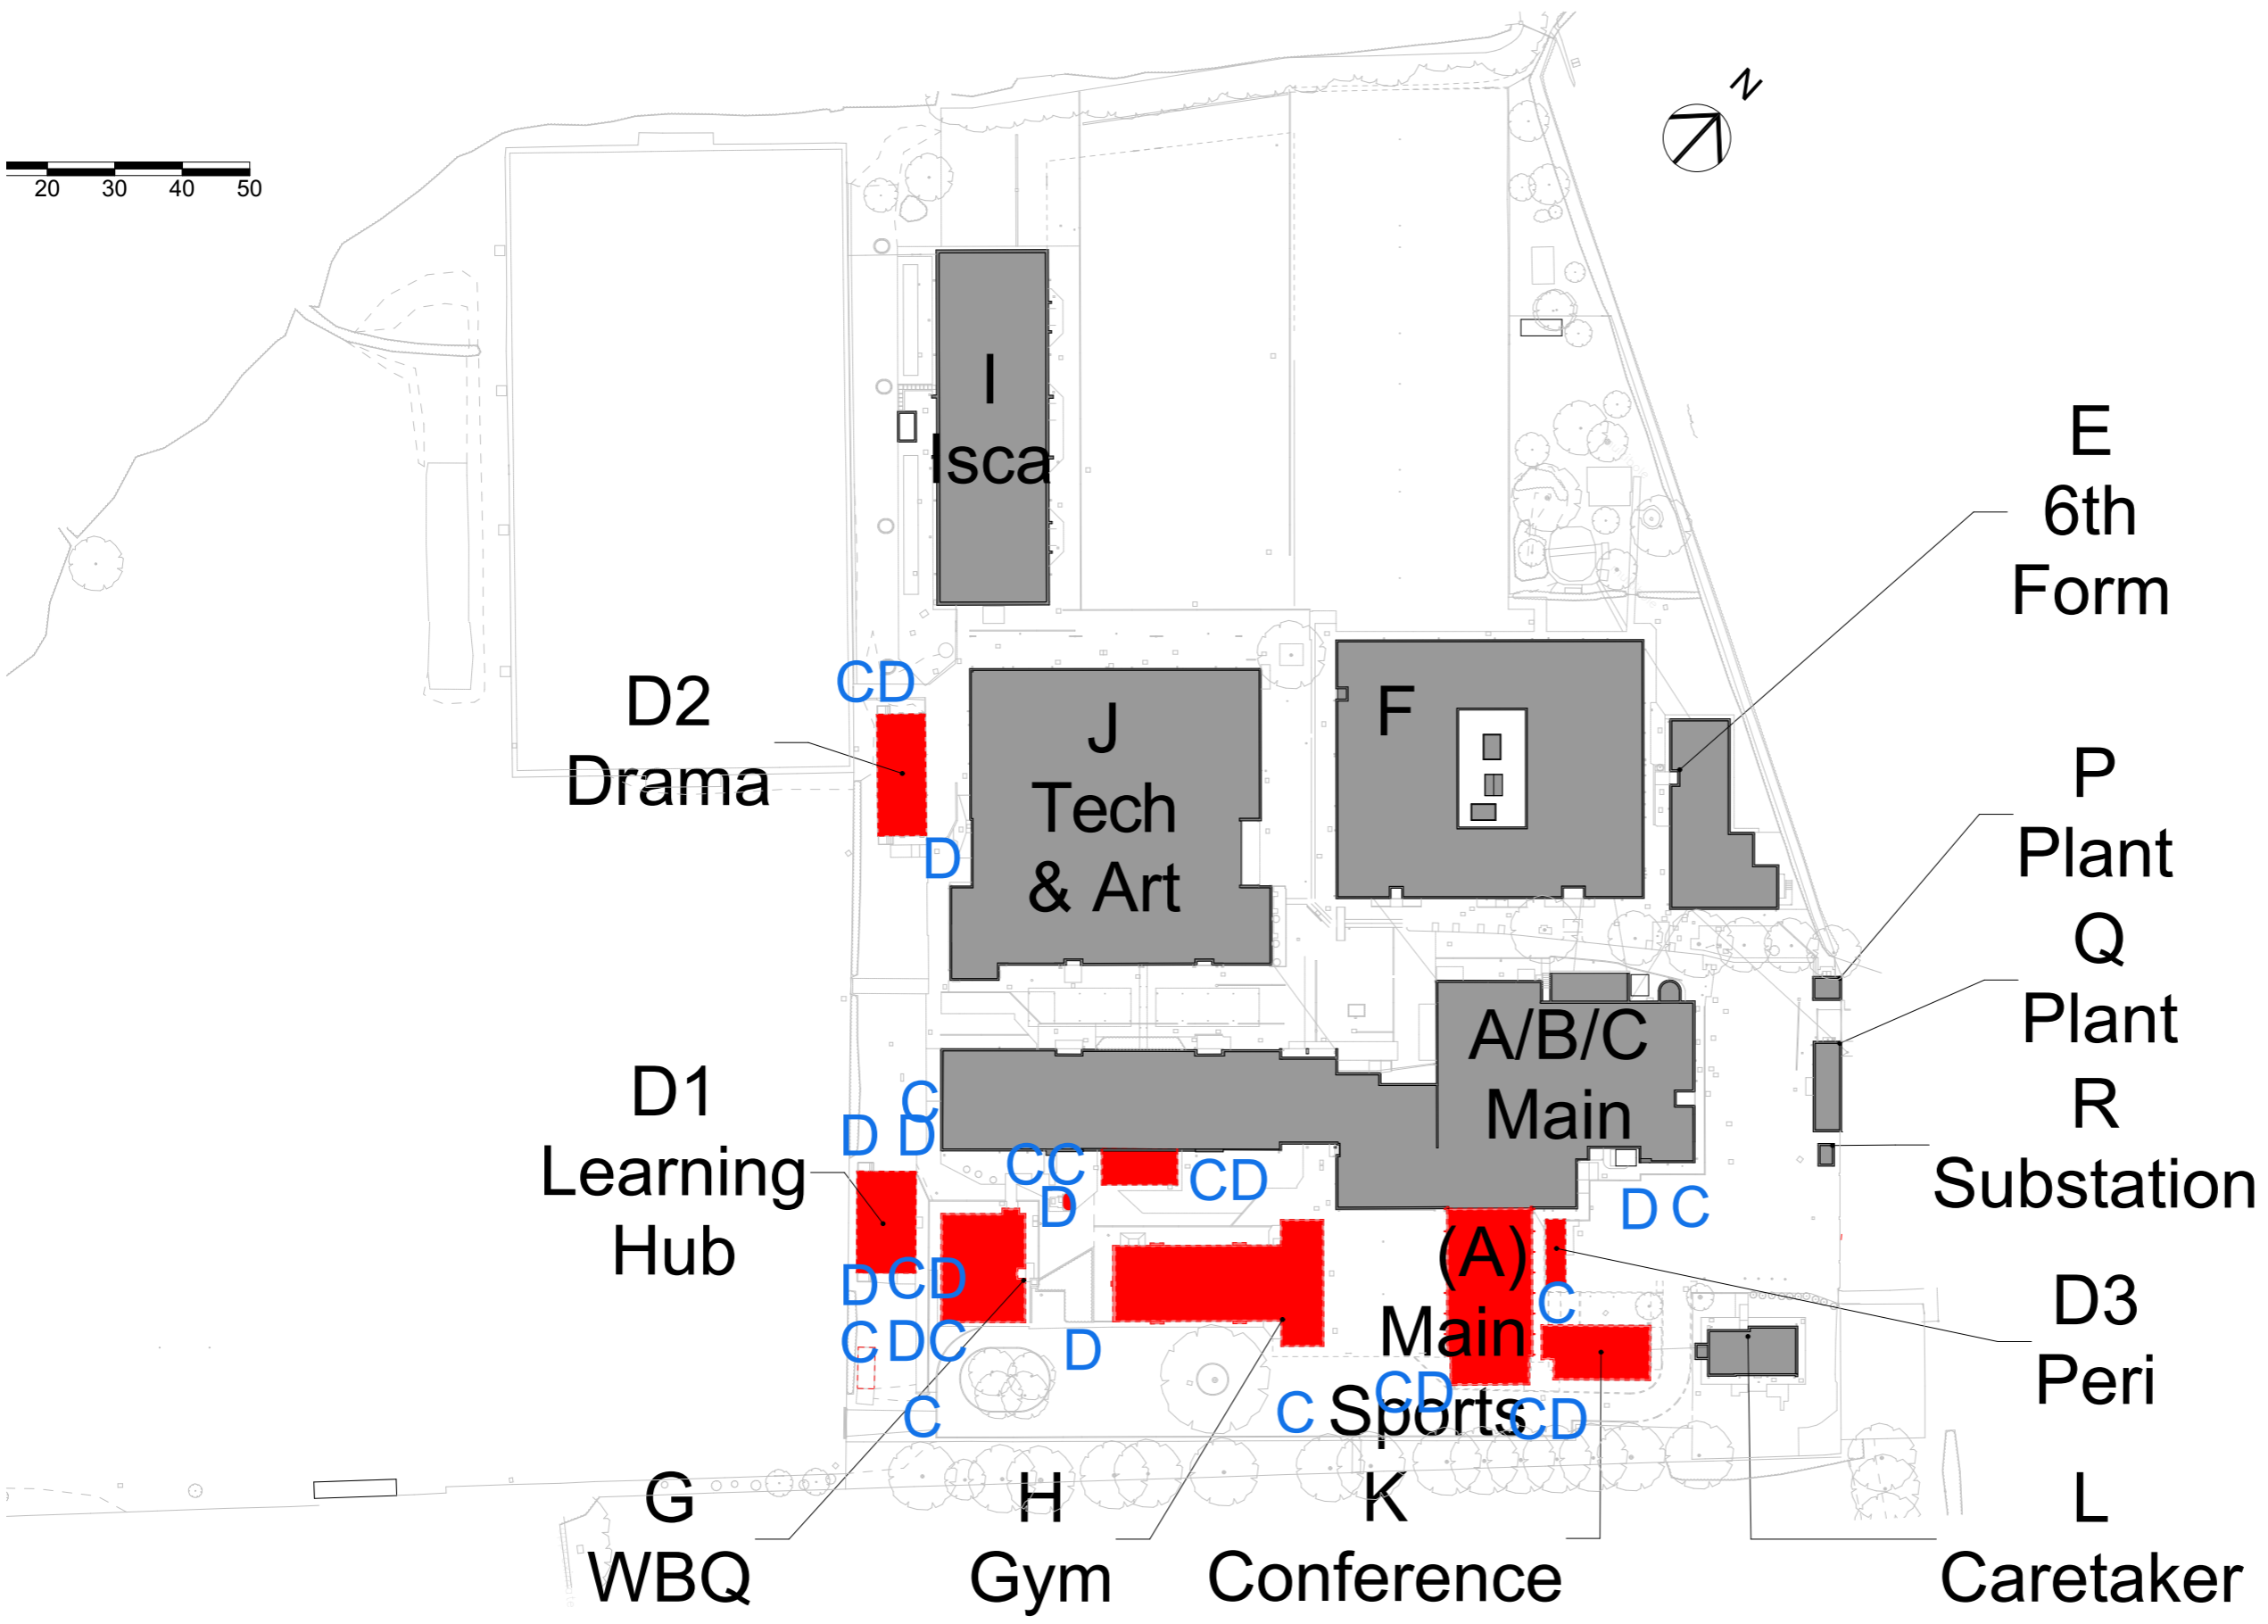 N
20 30 40 50
I
Isca
E
6th
Form
CD
D2
Drama
D
J
Tech
& Art
F
P
Plant
Q
Plant
A/B/C
Main
R
Substation
D1
Learning
Hub
C
D D
CC
D
CD
D C
D CD
C DC
C
D
(A)
Main
Sports
C
CD
C
CD
D3
Peri
G
WBQ
H
Gym
K
Conference
L
Caretaker